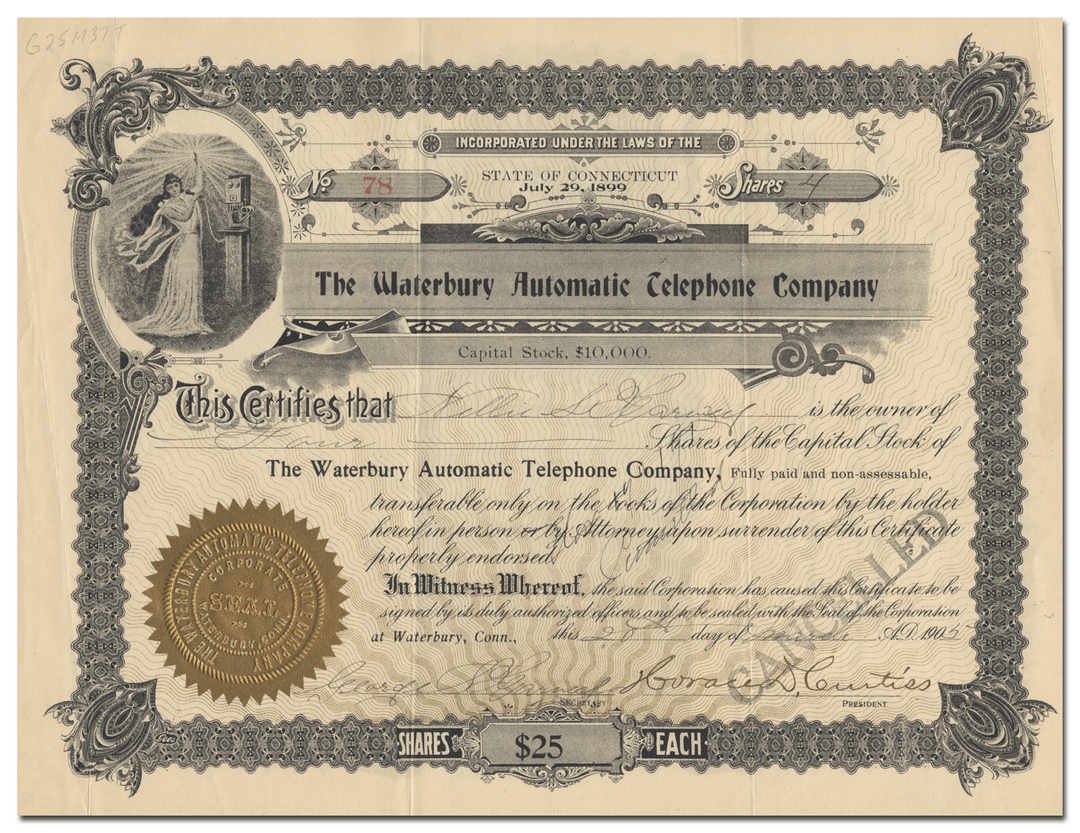 G25M37T
INCORPORATED UNDER THE LAWS OF THE
No. 78
STATE OF CONNECTICUT
July 29, 1899
Shares 4
The Waterbury Automatic Telephone Company
Capital Stock, $10,000.
This Certifies that Nellie is the owner of
Four Shares of the Capital Stock of
The Waterbury Automatic Telephone Company, Fully paid and non-assessable,
transferable only on the books of the Corporation by the holder
hereof in person or by Attorney upon surrender of this Certificate
properly endorsed.
In Witness Whereof, the said Corporation has caused this Certificate to be
signed by its duly authorized officers and to be sealed with the Seal of the Corporation
at Waterbury, Conn., this 28 day of March A.D. 1905
CANCELLED
THE WATERBURY AUTOMATIC TELEPHONE COMPANY
CORPORATE
SEAL
WATERBURY, CONN.
George Horace D. Curtiss
SECRETARY PRESIDENT
SHARES $25 EACH